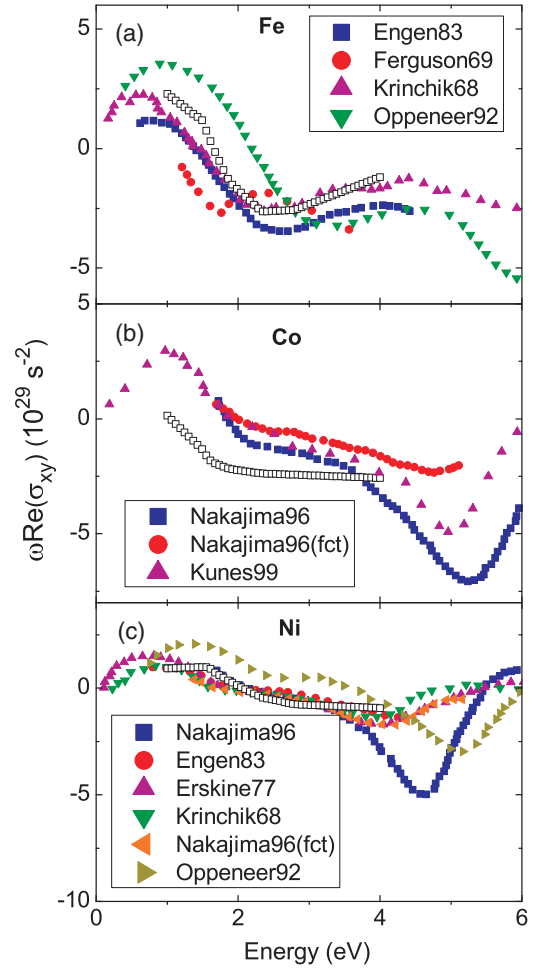 (a)
Fe
Engen83
Ferguson69
Krinchik68
Oppeneer92
5
0
-5
5
(b)
Co
Nakajima96
Nakajima96(fct)
Kunes99
0
-5
(c)
Ni
Nakajima96
Engen83
Erskine77
Krinchik68
Nakajima96(fct)
Oppeneer92
0
-5
-10
0
2
4
6
ωRe(σxy) (10^29 s^-2)
Energy (eV)